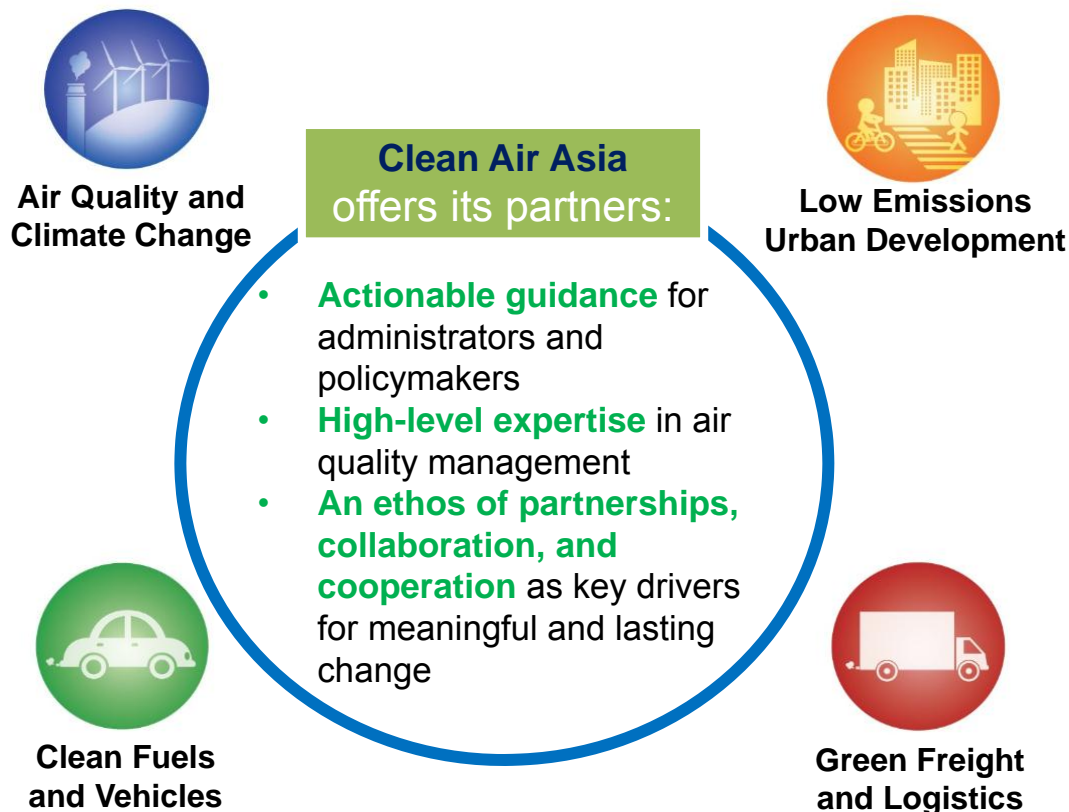 Air Quality and
Climate Change
Low Emissions
Urban Development
Clean Air Asia
offers its partners:
• Actionable guidance for
administrators and
policymakers
• High-level expertise in air
quality management
• An ethos of partnerships,
collaboration, and
cooperation as key drivers
for meaningful and lasting
change
Clean Fuels
and Vehicles
Green Freight
and Logistics